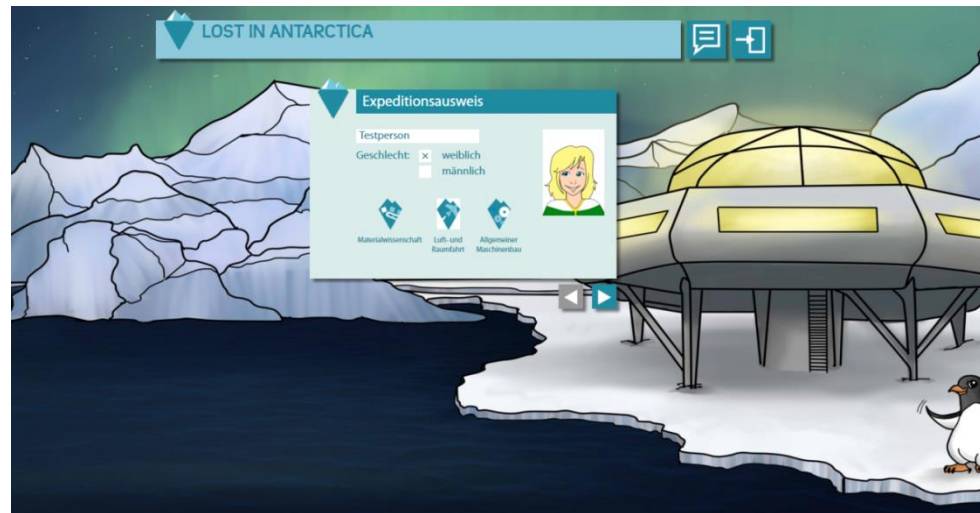 LOST IN ANTARCTICA
Expeditionsausweis
Testperson
Geschlecht: × weiblich
männlich
Materialwissenschaft
Luft- und
Raumfahrt
Allgemeiner
Maschinenbau